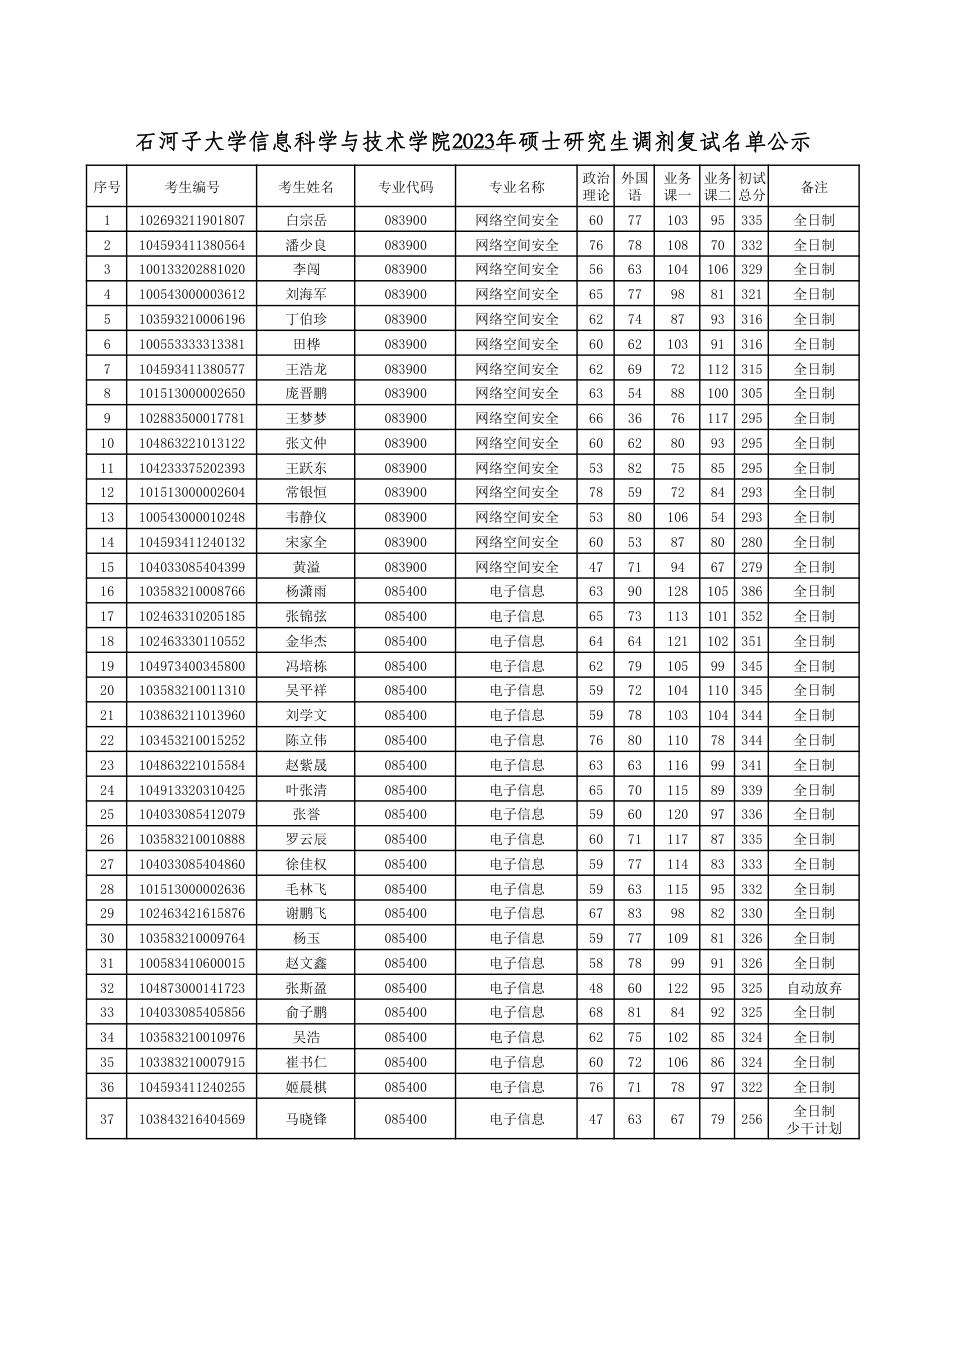 石河子大学信息科学与技术学院2023年硕士研究生调剂复试名单公示
序号 考生编号 考生姓名 专业代码 专业名称 政治理论 外国语 业务课一 业务课二 初试总分 备注
1 102693211901807 白宗岳 083900 网络空间安全 60 77 103 95 335 全日制
2 104593411380564 潘少良 083900 网络空间安全 76 78 108 70 332 全日制
3 100133202881020 李闯 083900 网络空间安全 56 63 104 106 329 全日制
4 100543000003612 刘海军 083900 网络空间安全 65 77 98 81 321 全日制
5 103593210006196 丁伯珍 083900 网络空间安全 62 74 87 93 316 全日制
6 100553333313381 田桦 083900 网络空间安全 60 62 103 91 316 全日制
7 104593411380577 王浩龙 083900 网络空间安全 62 69 72 112 315 全日制
8 101513000002650 庞晋鹏 083900 网络空间安全 63 54 88 100 305 全日制
9 102883500017781 王梦梦 083900 网络空间安全 66 36 76 117 295 全日制
10 104863221013122 张文仲 083900 网络空间安全 60 62 80 93 295 全日制
11 104233375202393 王跃东 083900 网络空间安全 53 82 75 85 295 全日制
12 101513000002604 常银恒 083900 网络空间安全 78 59 72 84 293 全日制
13 100543000010248 韦静仪 083900 网络空间安全 53 80 106 54 293 全日制
14 104593411240132 宋家全 083900 网络空间安全 60 53 87 80 280 全日制
15 104033085404399 黄溢 083900 网络空间安全 47 71 94 67 279 全日制
16 103583210008766 杨潇雨 085400 电子信息 63 90 128 105 386 全日制
17 102463310205185 张锦弦 085400 电子信息 65 73 113 101 352 全日制
18 102463330110552 金华杰 085400 电子信息 64 64 121 102 351 全日制
19 104973400345800 冯培栋 085400 电子信息 62 79 105 99 345 全日制
20 103583210011310 吴平祥 085400 电子信息 59 72 104 110 345 全日制
21 103863211013960 刘学文 085400 电子信息 59 78 103 104 344 全日制
22 103453210015252 陈立伟 085400 电子信息 76 80 110 78 344 全日制
23 104863221015584 赵紫晟 085400 电子信息 63 63 116 99 341 全日制
24 104913320310425 叶张清 085400 电子信息 65 70 115 89 339 全日制
25 104033085412079 张誉 085400 电子信息 59 60 120 97 336 全日制
26 103583210010888 罗云辰 085400 电子信息 60 71 117 87 335 全日制
27 104033085404860 徐佳权 085400 电子信息 59 77 114 83 333 全日制
28 101513000002636 毛林飞 085400 电子信息 59 63 115 95 332 全日制
29 102463421615876 谢鹏飞 085400 电子信息 67 83 98 82 330 全日制
30 103583210009764 杨玉 085400 电子信息 59 77 109 81 326 全日制
31 100583410600015 赵文鑫 085400 电子信息 58 78 99 91 326 全日制
32 104873000141723 张斯盈 085400 电子信息 48 60 122 95 325 自动放弃
33 104033085405856 俞子鹏 085400 电子信息 68 81 84 92 325 全日制
34 103583210010976 吴浩 085400 电子信息 62 75 102 85 324 全日制
35 103383210007915 崔书仁 085400 电子信息 60 72 106 86 324 全日制
36 104593411240255 姬晨棋 085400 电子信息 76 71 78 97 322 全日制
37 103843216404569 马晓锋 085400 电子信息 47 63 67 79 256 全日制 少干计划